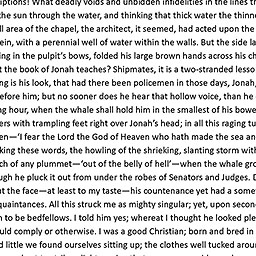 iptions! What deadly voids and unbidden infidelities in the lines th
the sun through the water, and thinking that thick water the thinne
ll area of the chapel, the architect, it seemed, had acted upon the
ein, with a perennial well of water within the walls. But the side la
ing in the pulpit's bows, folded his large brown hands across his ch
t the book of Jonah teaches? Shipmates, it is a two-stranded lesso
ng is his look, that had there been policemen in those days, Jonah,
efore him; but no sooner does he hear that hollow voice, than he
ng hour, when the whale shall hold him in the smallest of his bowe
ers with trampling feet right over Jonah's head; in all this raging tu
en—'I fear the Lord the God of Heaven who hath made the sea an
king these words, the howling of the shrieking, slanting storm with
ch of any plummet—'out of the belly of hell'—when the whale gro
ugh he pluck it out from under the robes of Senators and Judges. D
ut the face—at least to my taste—his countenance yet had a some
quaintances. All this struck me as mighty singular; yet, upon secon
n to be bedfellows. I told him yes; whereat I thought he looked ple
uld comply or otherwise. I was a good Christian; born and bred in
d little we found ourselves sitting up; the clothes well tucked aroun